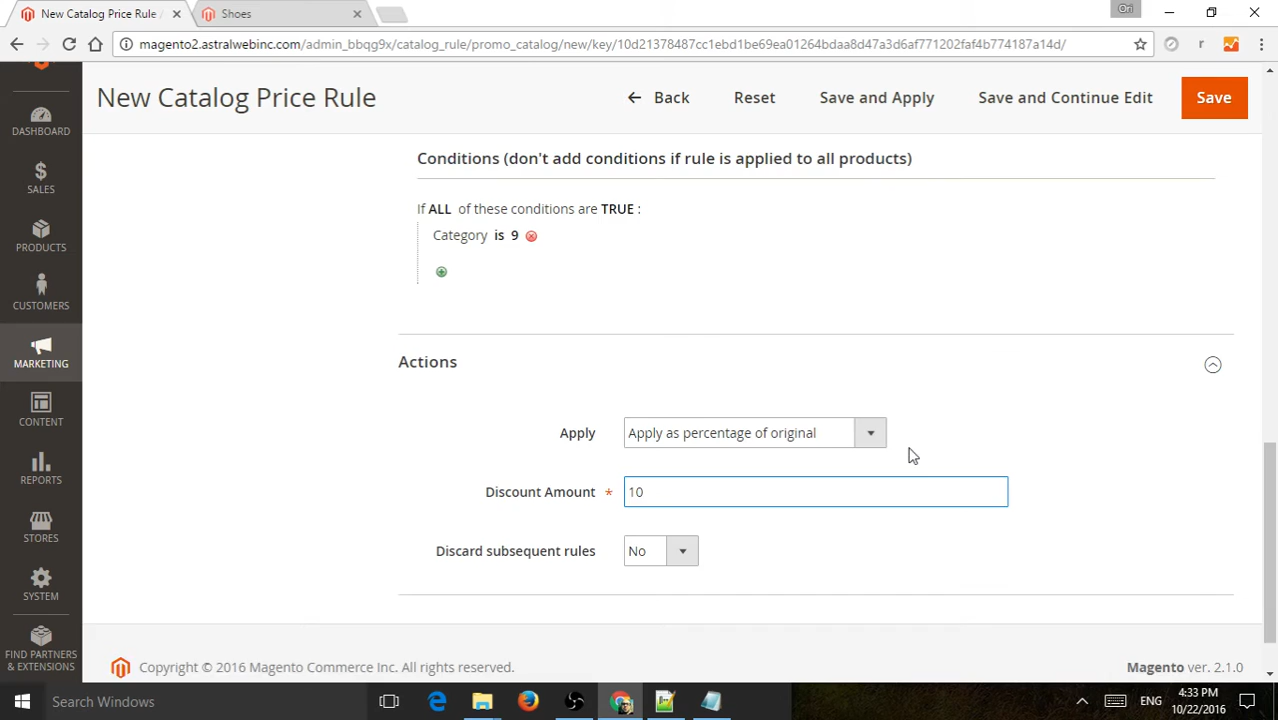 New Catalog Price Rule /
Shoes
Ori
magento2.astralwebinc.com/admin_bbqg9x/catalog_rule/promo_catalog/new/key/10d21378487cc1ebd1be69ea01264bdaa8d47a3d6af771202faf4b774187a14d/
New Catalog Price Rule
Back
Reset
Save and Apply
Save and Continue Edit
Save
DASHBOARD
SALES
PRODUCTS
CUSTOMERS
MARKETING
CONTENT
REPORTS
STORES
SYSTEM
FIND PARTNERS
& EXTENSIONS
Conditions (don't add conditions if rule is applied to all products)
If ALL of these conditions are TRUE :
Category is 9
Actions
Apply
Apply as percentage of original
Discount Amount *
10
Discard subsequent rules
No
Copyright © 2016 Magento Commerce Inc. All rights reserved.
Magento ver. 2.1.0
Search Windows
ENG
4:33 PM
10/22/2016